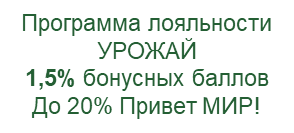 Программа лояльности
УРОЖАЙ
1,5% бонусных баллов
До 20% Привет МИР!